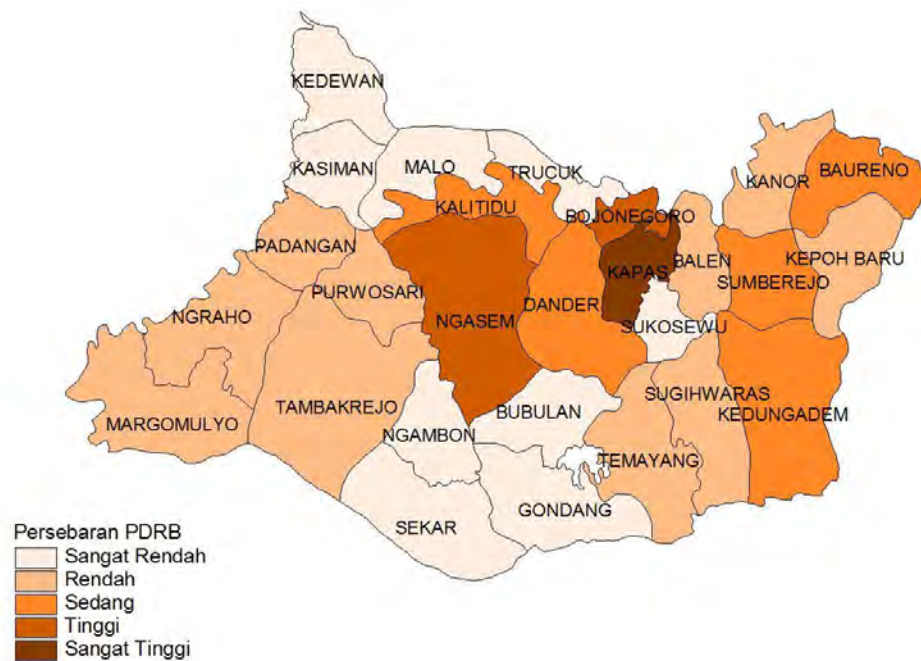 KEDEWAN
KASIMAN
MALO
TRUCUK
KANOR
BAURENO
KALITIDU
BOJONEGORO
PADANGAN
KAPAS
BALEN
KEPOH BARU
SUMBEREJO
PURWOSARI
DANDER
NGRAHO
NGASEM
SUKOSEWU
SUGIHWARAS
TAMBAKREJO
BUBULAN
KEDUNGADEM
MARGOMULYO
NGAMBON
TEMAYANG
GONDANG
SEKAR
Persebaran PDRB
Sangat Rendah
Rendah
Sedang
Tinggi
Sangat Tinggi